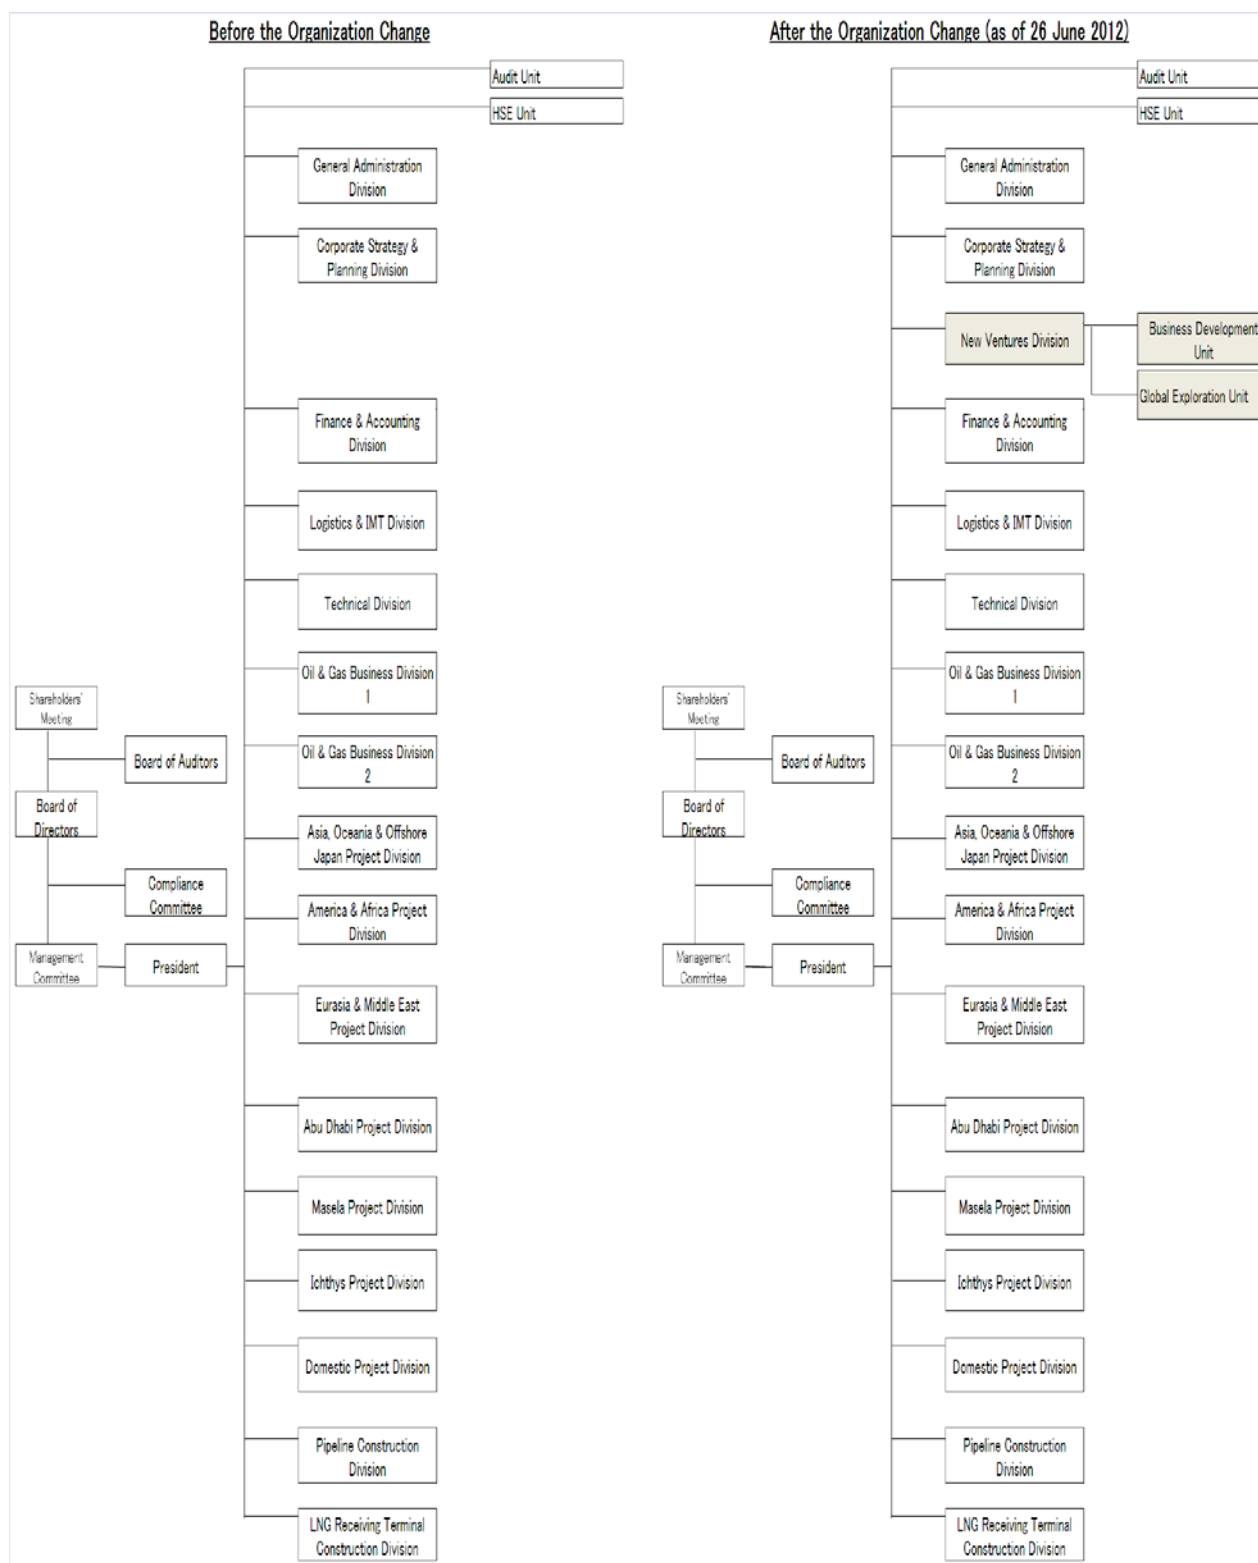 Before the Organization Change
Audit Unit
HSE Unit
General Administration
Division
Corporate Strategy &
Planning Division
Finance & Accounting
Division
Logistics & IMT Division
Technical Division
Oil & Gas Business Division
1
Shareholders'
Meeting
Board of Auditors
Oil & Gas Business Division
2
Board of
Directors
Asia, Oceania & Offshore
Japan Project Division
Compliance
Committee
America & Africa Project
Division
Management
Committee
President
Eurasia & Middle East
Project Division
Abu Dhabi Project Division
Masela Project Division
Ichthys Project Division
Domestic Project Division
Pipeline Construction
Division
LNG Receiving Terminal
Construction Division
After the Organization Change (as of 26 June 2012)
Audit Unit
HSE Unit
General Administration
Division
Corporate Strategy &
Planning Division
New Ventures Division
Business Development
Unit
Global Exploration Unit
Finance & Accounting
Division
Logistics & IMT Division
Technical Division
Oil & Gas Business Division
1
Shareholders'
Meeting
Board of Auditors
Oil & Gas Business Division
2
Board of
Directors
Asia, Oceania & Offshore
Japan Project Division
Compliance
Committee
America & Africa Project
Division
Management
Committee
President
Eurasia & Middle East
Project Division
Abu Dhabi Project Division
Masela Project Division
Ichthys Project Division
Domestic Project Division
Pipeline Construction
Division
LNG Receiving Terminal
Construction Division